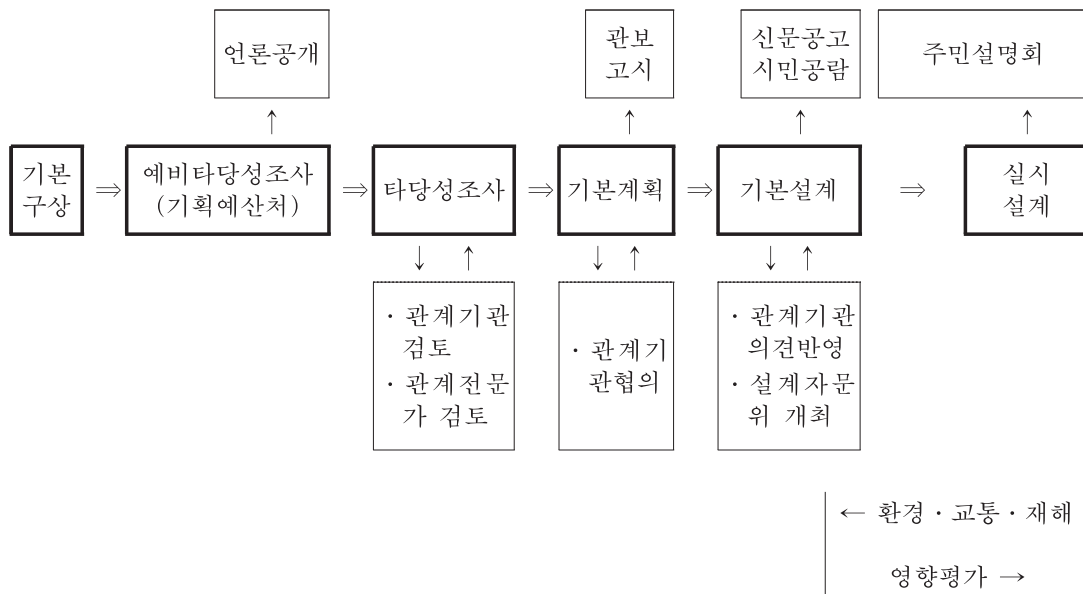 언론공개
관보
고시
신문공고
시민공람
주민설명회
↑ ↑ ↑ ↑
기본
구상
⇒
예비타당성조사
(기획예산처)
⇒
타당성조사
⇒
기본계획
⇒
기본설계
⇒
실시
설계
↓ ↑ ↓ ↑ ↓ ↑
· 관계기관
검토
· 관계전문
가 검토
· 관계기
관협의
· 관계기관
의견반영
· 설계자문
위 개최
← 환경 · 교통 · 재해
영향평가 →